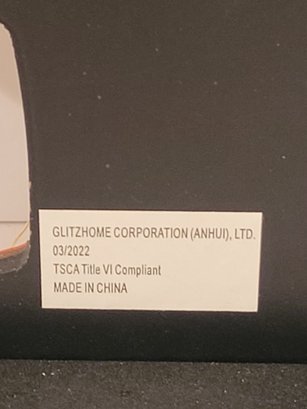 GLITZHOME CORPORATION (ANHUI), LTD.
03/2022
TSCA Title VI Compliant
MADE IN CHINA